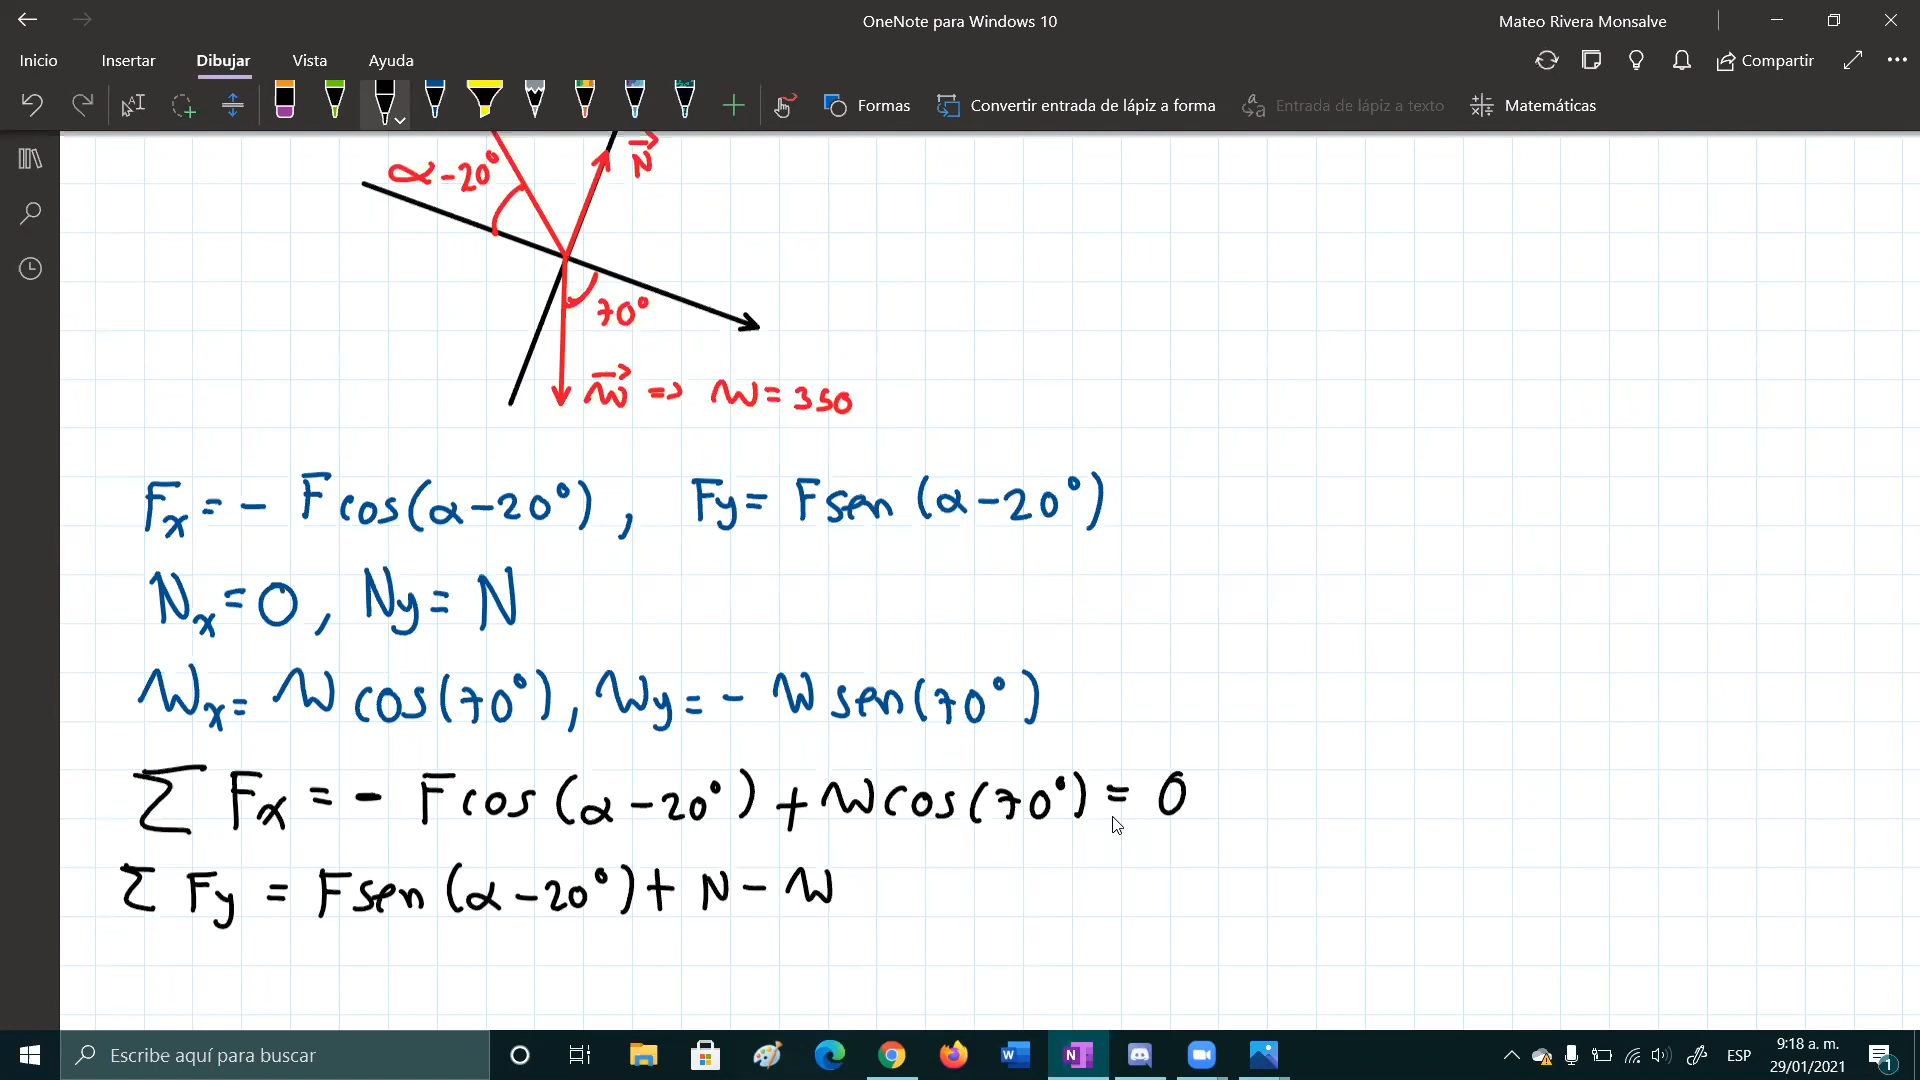 OneNote para Windows 10
Mateo Rivera Monsalve
Inicio Insertar Dibujar Vista Ayuda
Compartir
Formas Convertir entrada de lápiz a forma Entrada de lápiz a texto Matemáticas
α-20° N
70°
W => W = 350
Fx = - F cos(α-20°), Fy = F sen (α-20°)
Nx = 0, Ny = N
Wx = W cos(70°), Wy = - W sen(70°)
Σ Fx = - F cos (α-20°) + W cos(70°) = 0
Σ Fy = F sen (α-20°) + N - W
Escribe aquí para buscar
ESP
9:18 a. m.
29/01/2021
1